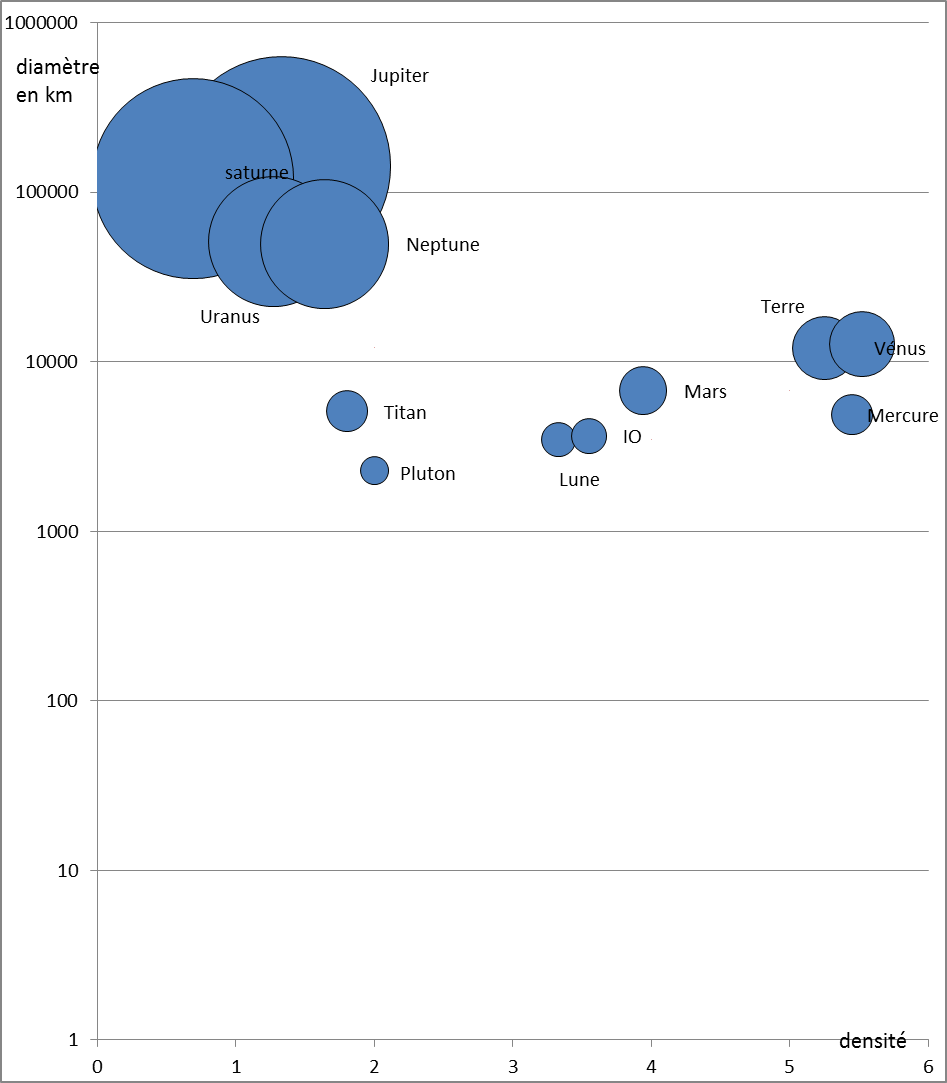 1000000
diamètre
en km
Jupiter
saturne
100000
Neptune
Terre
Uranus
Vénus
10000
Mars
Titan
Mercure
IO
Pluton
Lune
1000
100
10
1
densité
0 1 2 3 4 5 6